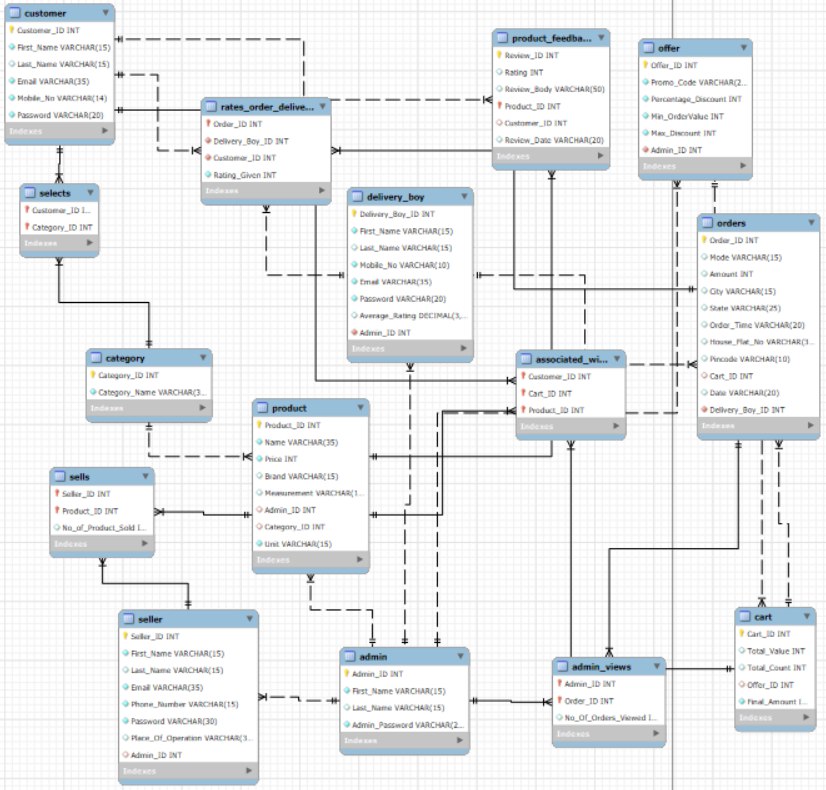 customer
Customer_ID INT
First_Name VARCHAR(15)
Last_Name VARCHAR(15)
Email VARCHAR(35)
Mobile_No VARCHAR(14)
Password VARCHAR(20)
Indexes
product_feedba...
Review_ID INT
Rating INT
Review_Body VARCHAR(50)
Product_ID INT
Customer_ID INT
Review_Date VARCHAR(20)
Indexes
offer
Offer_ID INT
Promo_Code VARCHAR(2...
Percentage_Discount INT
Min_OrderValue INT
Max_Discount INT
Admin_ID INT
Indexes
rates_order_delive...
Order_ID INT
Delivery_Boy_ID INT
Customer_ID INT
Rating_Given INT
Indexes
selects
Customer_ID I...
Category_ID INT
Indexes
delivery_boy
Delivery_Boy_ID INT
First_Name VARCHAR(15)
Last_Name VARCHAR(15)
Mobile_No VARCHAR(10)
Email VARCHAR(35)
Password VARCHAR(20)
Average_Rating DECIMAL(3,...
Admin_ID INT
Indexes
orders
Order_ID INT
Mode VARCHAR(15)
Amount INT
City VARCHAR(15)
State VARCHAR(25)
Order_Time VARCHAR(20)
House_Flat_No VARCHAR(3...
Pincode VARCHAR(10)
Cart_ID INT
Date VARCHAR(20)
Delivery_Boy_ID INT
Indexes
category
Category_ID INT
Category_Name VARCHAR(3...
Indexes
associated_wi...
Customer_ID INT
Cart_ID INT
Product_ID INT
Indexes
product
Product_ID INT
Name VARCHAR(35)
Price INT
Brand VARCHAR(15)
Measurement VARCHAR(1...
Admin_ID INT
Category_ID INT
Unit VARCHAR(15)
Indexes
sells
Seller_ID INT
Product_ID INT
No_of_Product_Sold I...
Indexes
seller
Seller_ID INT
First_Name VARCHAR(15)
Last_Name VARCHAR(15)
Email VARCHAR(35)
Phone_Number VARCHAR(15)
Password VARCHAR(30)
Place_Of_Operation VARCHAR(3...
Admin_ID INT
Indexes
admin
Admin_ID INT
First_Name VARCHAR(15)
Last_Name VARCHAR(15)
Admin_Password VARCHAR(2...
Indexes
admin_views
Admin_ID INT
Order_ID INT
No_Of_Orders_Viewed I...
Indexes
cart
Cart_ID INT
Total_Value INT
Total_Count INT
Offer_ID INT
Final_Amount I...
Indexes